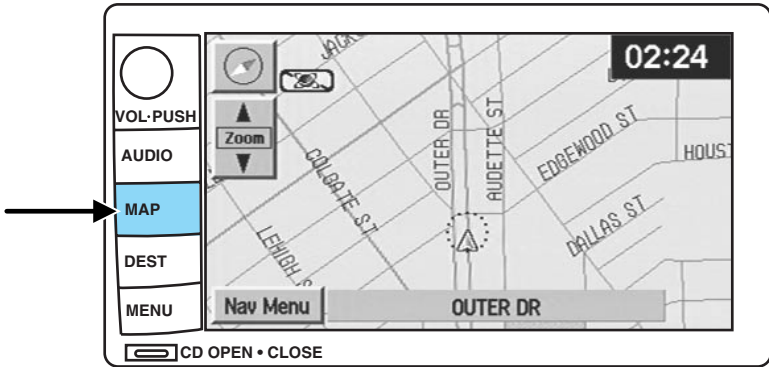 VOL·PUSH
AUDIO
MAP
DEST
MENU
02:24
Zoom
OUTER DR
AUDETTE ST
EDGEWOOD ST
COLGATE ST
DALLAS ST
Nav Menu
OUTER DR
CD OPEN • CLOSE